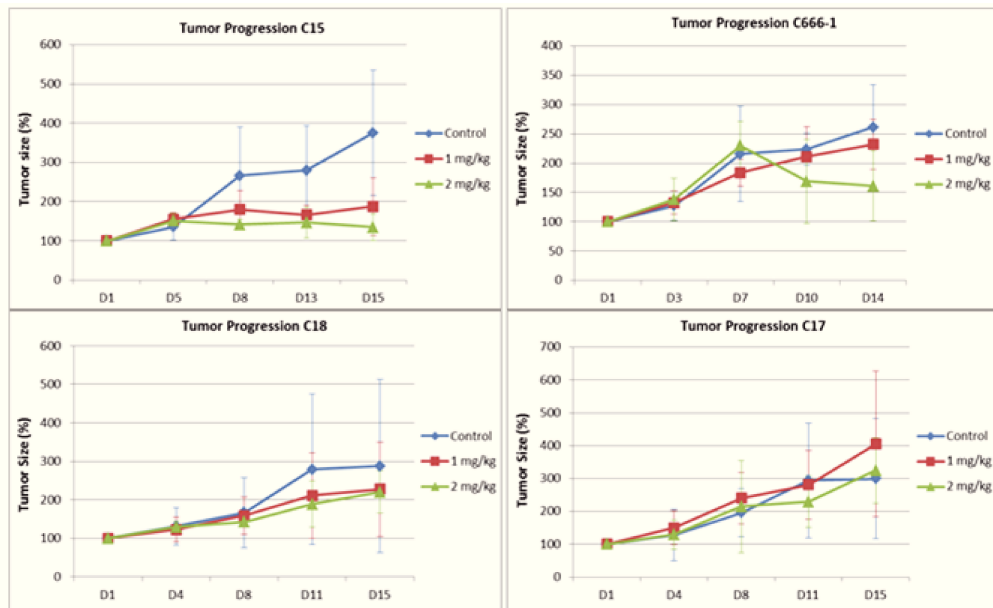 Tumor Progression C15
Tumor Size (%)
600
500
400
300
200
100
0
D1 D5 D8 D13 D15
Control
1 mg/kg
2 mg/kg
Tumor Progression C666-1
Tumor Size (%)
400
350
300
250
200
150
100
50
0
D1 D3 D7 D10 D14
Control
1 mg/kg
2 mg/kg
Tumor Progression C18
Tumor Size (%)
600
500
400
300
200
100
0
D1 D4 D8 D11 D15
Control
1 mg/kg
2 mg/kg
Tumor Progression C17
Tumor Size (%)
700
600
500
400
300
200
100
0
D1 D4 D8 D11 D15
Control
1 mg/kg
2 mg/kg